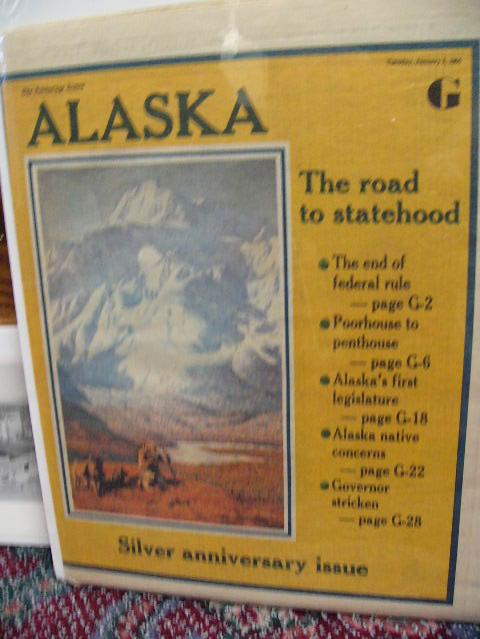 ALASKA
G
The road
to statehood
The end of
federal rule
— page G-2
Poorhouse to
penthouse
— page G-6
Alaska's first
legislature
— page G-18
Alaska native
concerns
— page G-22
Governor
stricken
— page G-28
Silver anniversary issue